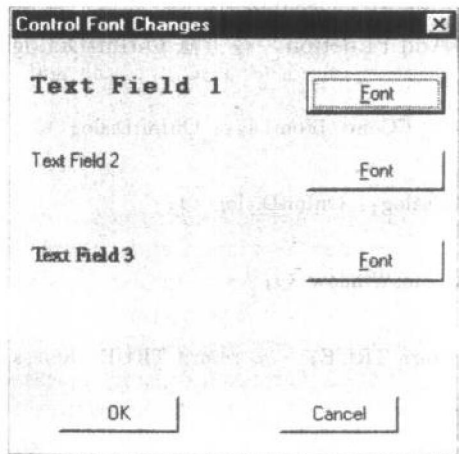 Control Font Changes
Text Field 1 Font
Text Field 2 Font
Text Field 3 Font
OK Cancel